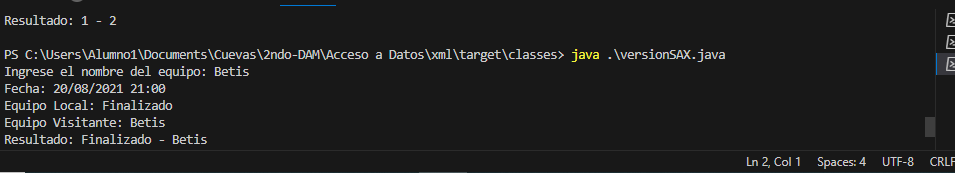 Resultado: 1 - 2
PS C:\Users\Alumno1\Documents\Cuevas\2ndo-DAM\Acceso a Datos\xml\target\classes> java .\versionSAX.java
Ingrese el nombre del equipo: Betis
Fecha: 20/08/2021 21:00
Equipo Local: Finalizado
Equipo Visitante: Betis
Resultado: Finalizado - Betis
Ln 2, Col 1 Spaces: 4 UTF-8 CRLF